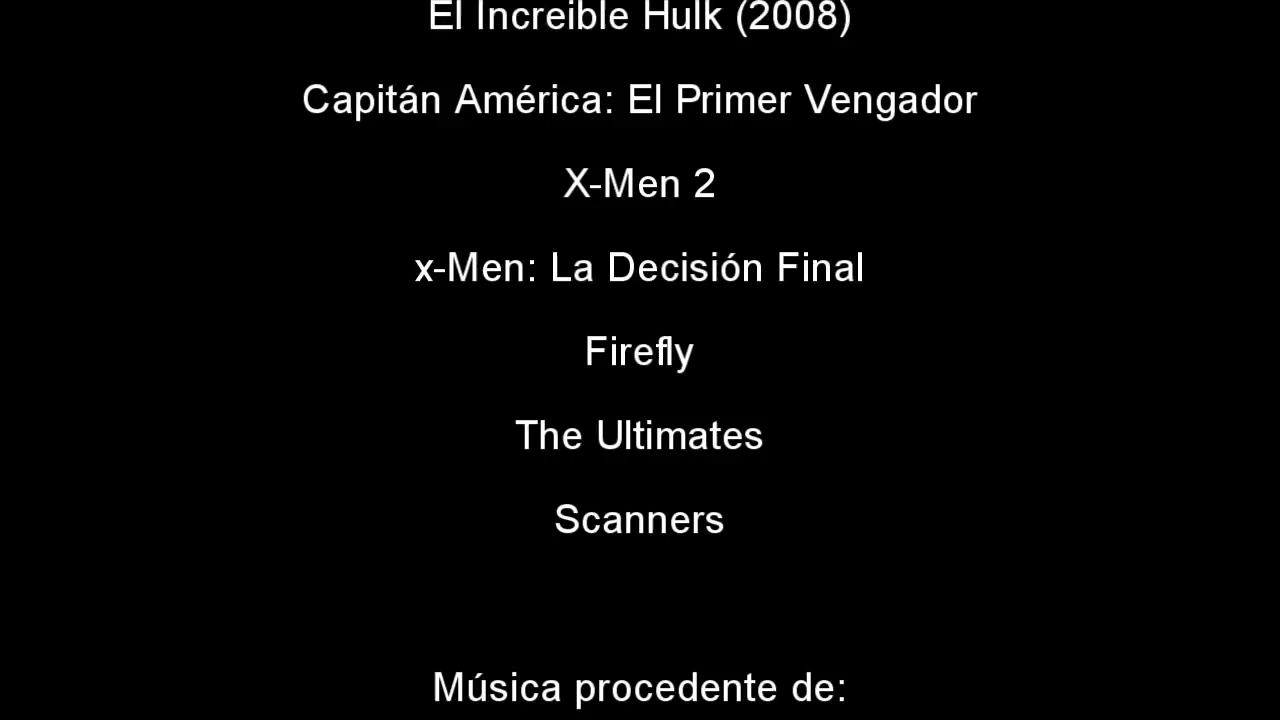 El Increible Hulk (2008)
Capitán América: El Primer Vengador
X-Men 2
x-Men: La Decisión Final
Firefly
The Ultimates
Scanners
Música procedente de: